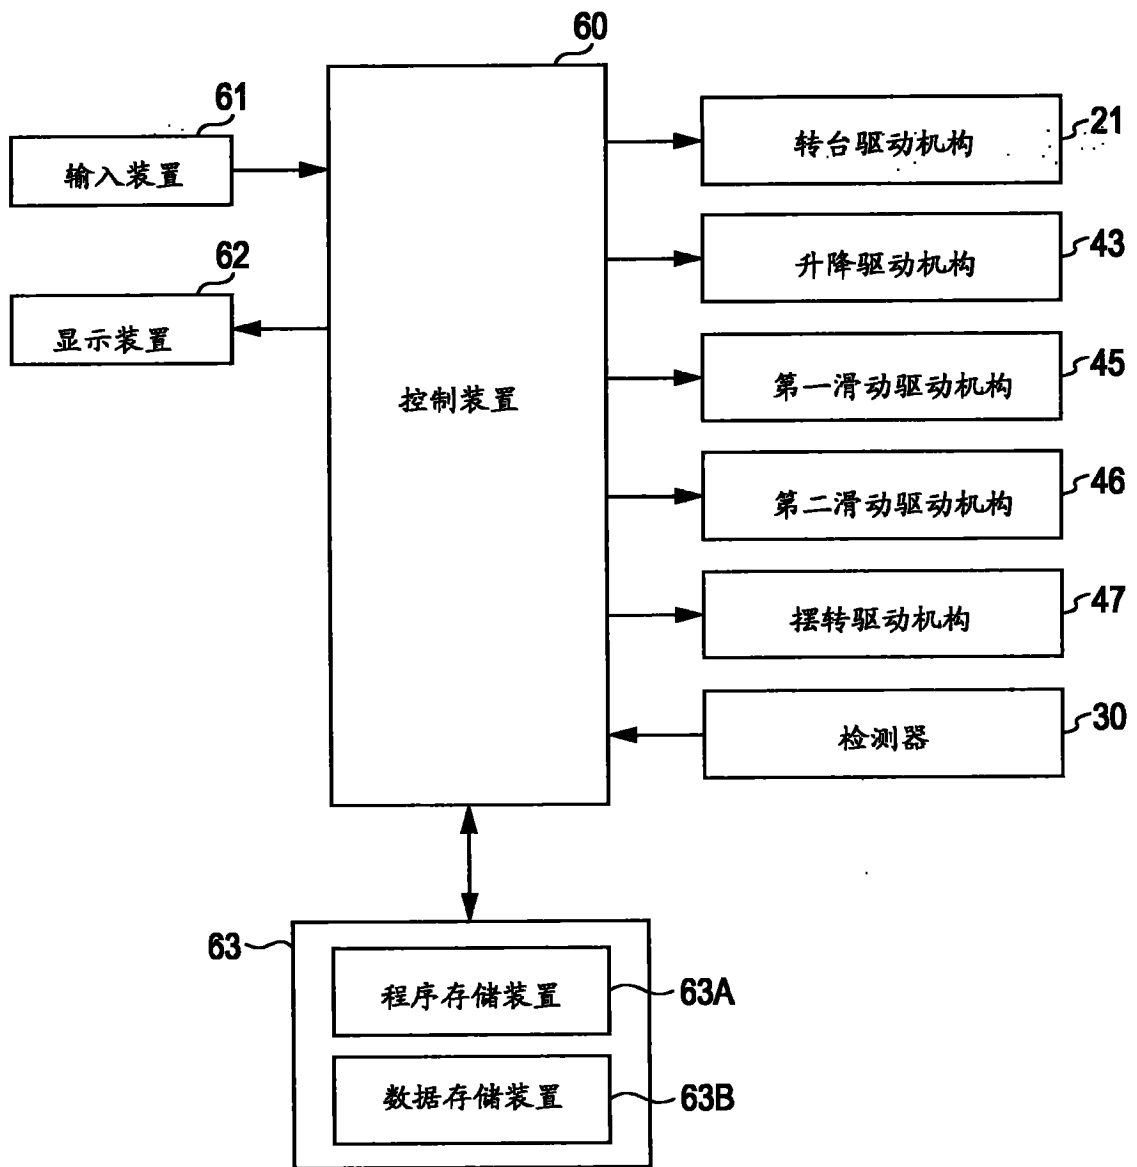 60
61
输入装置
62
显示装置
控制装置
转台驱动机构
21
升降驱动机构
43
第一滑动驱动机构
45
第二滑动驱动机构
46
摆转驱动机构
47
检测器
30
63
程序存储装置
63A
数据存储装置
63B